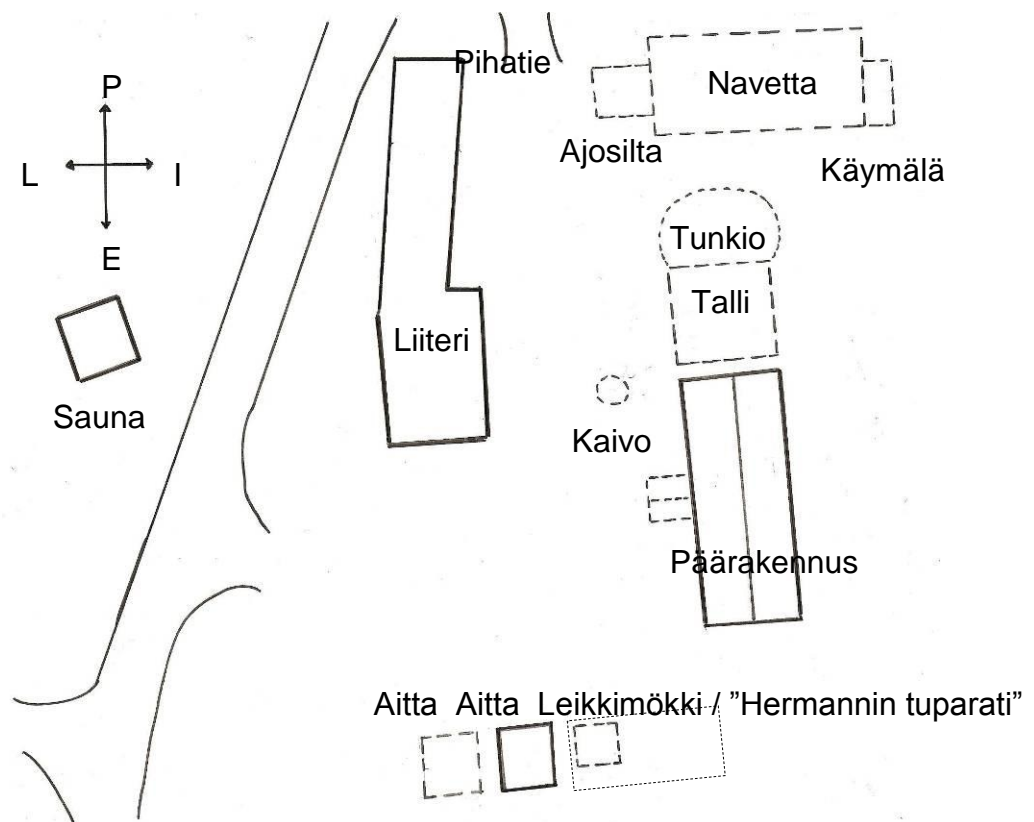 Pihatie
P
Navetta
Ajosilta
Käymälä
L I
E
Tunkio
Talli
Liiteri
Sauna
Kaivo
Päärakennus
Aitta Aitta Leikkimökki / ”Hermannin tuparati”